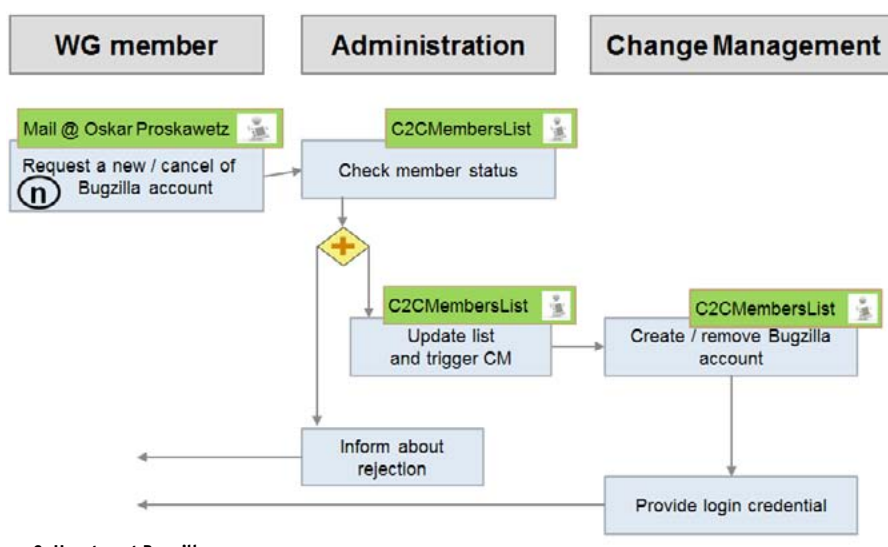 WG member
Administration
Change Management
Mail @ Oskar Proskawetz
C2CMembersList
Request a new / cancel of
Bugzilla account
n
Check member status
C2CMembersList
C2CMembersList
Update list
and trigger CM
Create / remove Bugzilla
account
Inform about
rejection
Provide login credential